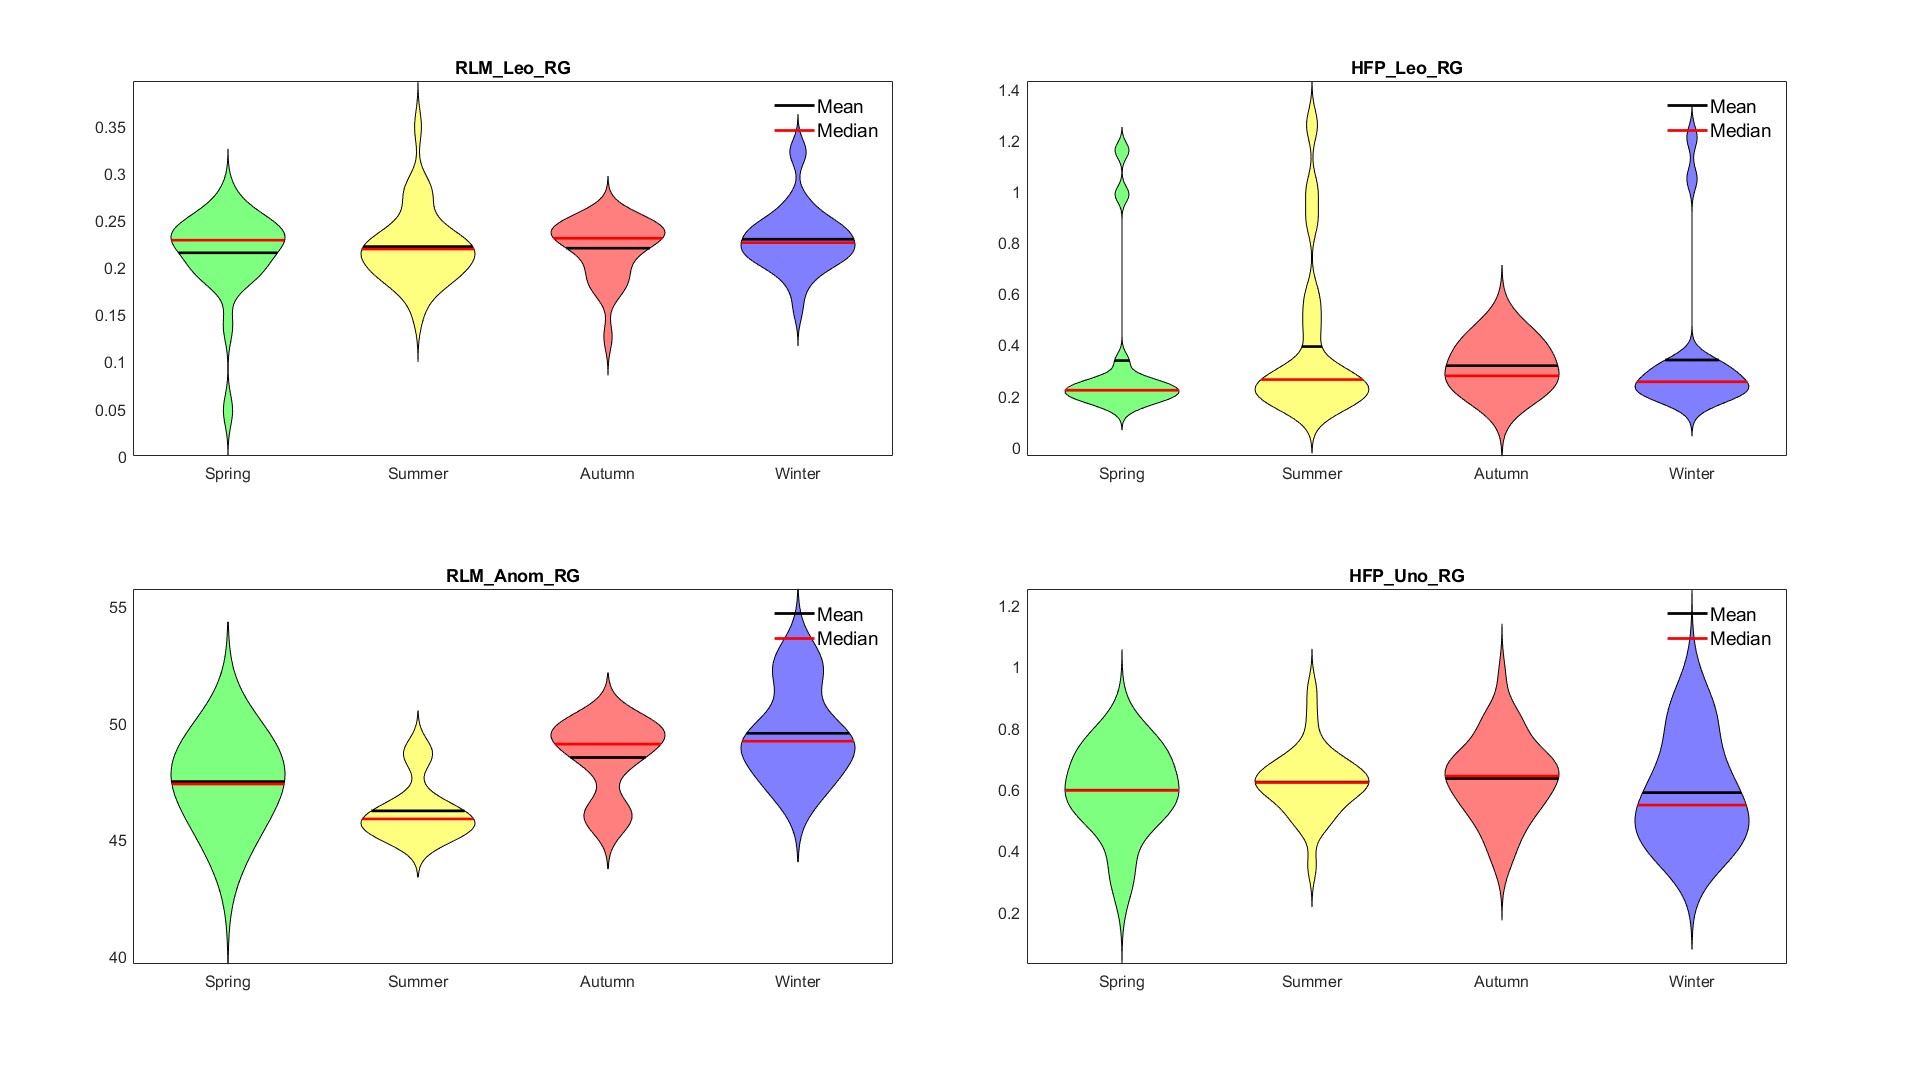 RLM_Leo_RG
Mean
Median
0.35
0.3
0.25
0.2
0.15
0.1
0.05
0
Spring Summer Autumn Winter
HFP_Leo_RG
Mean
Median
1.4
1.2
1
0.8
0.6
0.4
0.2
0
Spring Summer Autumn Winter
RLM_Anom_RG
Mean
Median
55
50
45
40
Spring Summer Autumn Winter
HFP_Uno_RG
Mean
Median
1.2
1
0.8
0.6
0.4
0.2
Spring Summer Autumn Winter